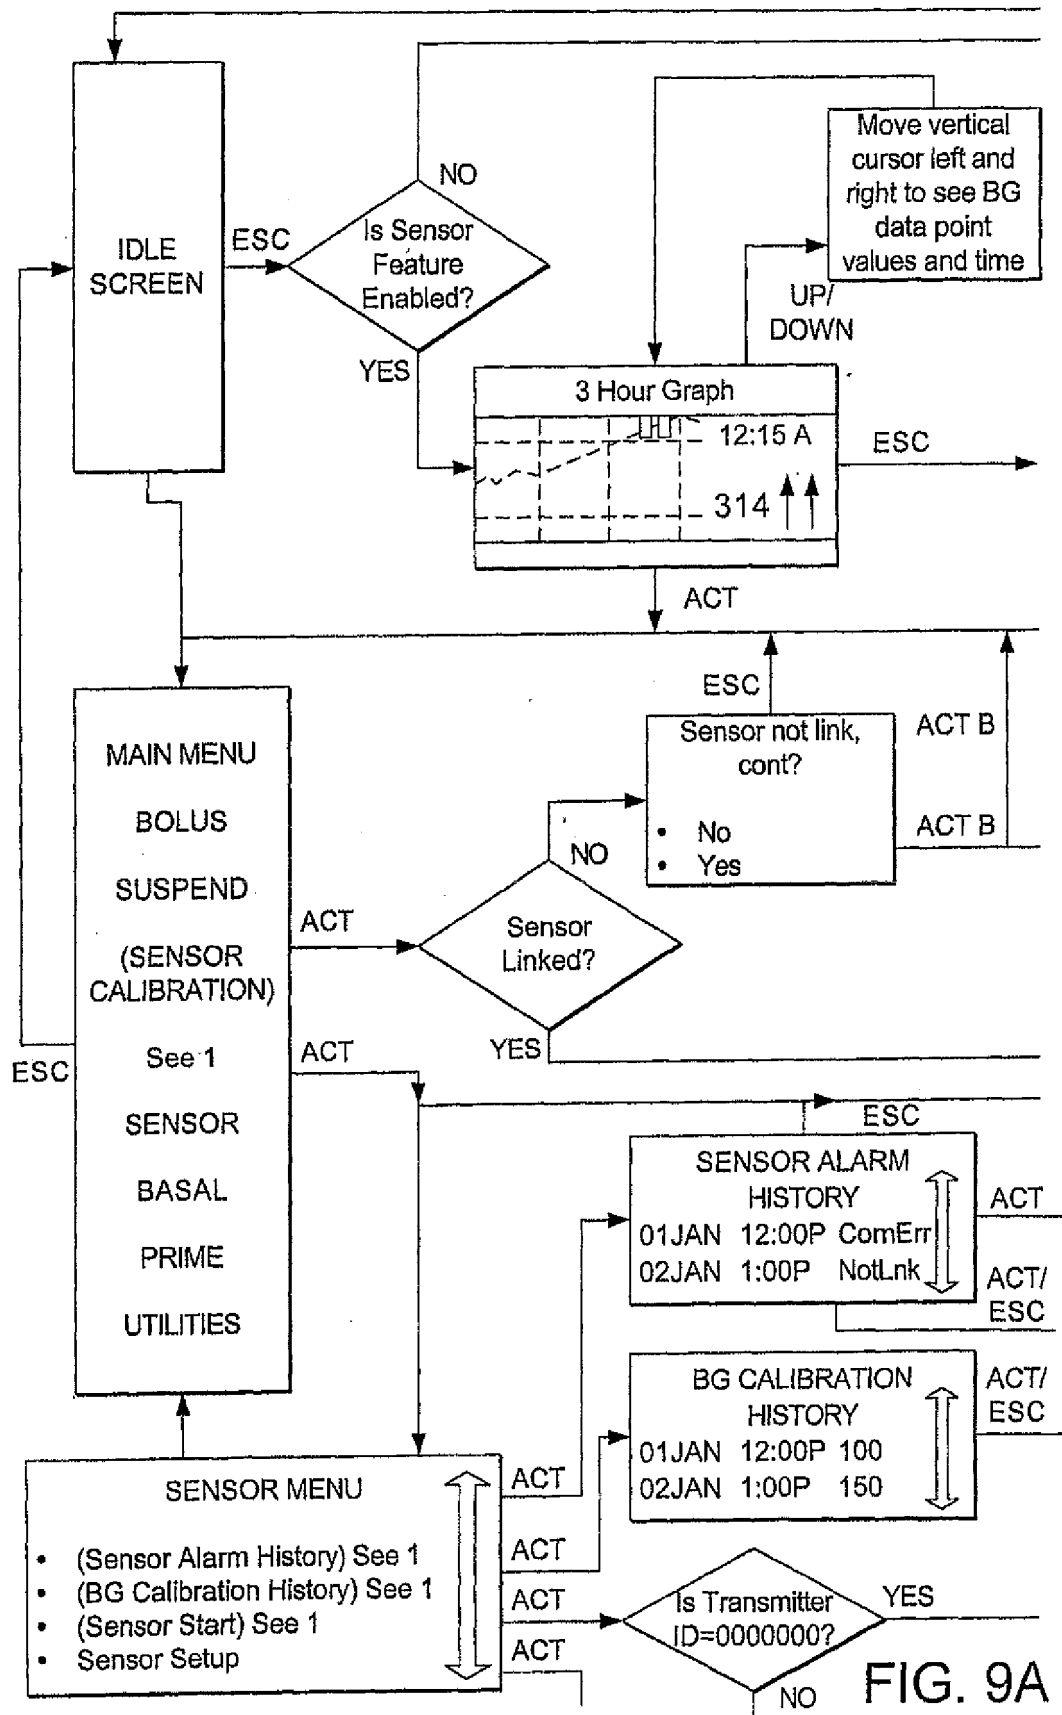 NO
Move vertical
cursor left and
right to see BG
data point
values and time
IDLE
SCREEN
ESC
Is Sensor
Feature
Enabled?
UP/
DOWN
YES
3 Hour Graph
12:15 A
314
ESC
ACT
ESC
Sensor not link,
cont?
• No
• Yes
ACT B
ACT B
MAIN MENU
BOLUS
SUSPEND
(SENSOR
CALIBRATION)
See 1
SENSOR
BASAL
PRIME
UTILITIES
ACT
NO
Sensor
Linked?
YES
ESC
ACT
ESC
SENSOR ALARM
HISTORY
01JAN 12:00P ComErr
02JAN 1:00P NotLnk
ACT
ACT/
ESC
BG CALIBRATION
HISTORY
01JAN 12:00P 100
02JAN 1:00P 150
ACT/
ESC
SENSOR MENU
• (Sensor Alarm History) See 1
• (BG Calibration History) See 1
• (Sensor Start) See 1
• Sensor Setup
ACT
ACT
ACT
ACT
Is Transmitter
ID=0000000?
YES
NO
FIG. 9A